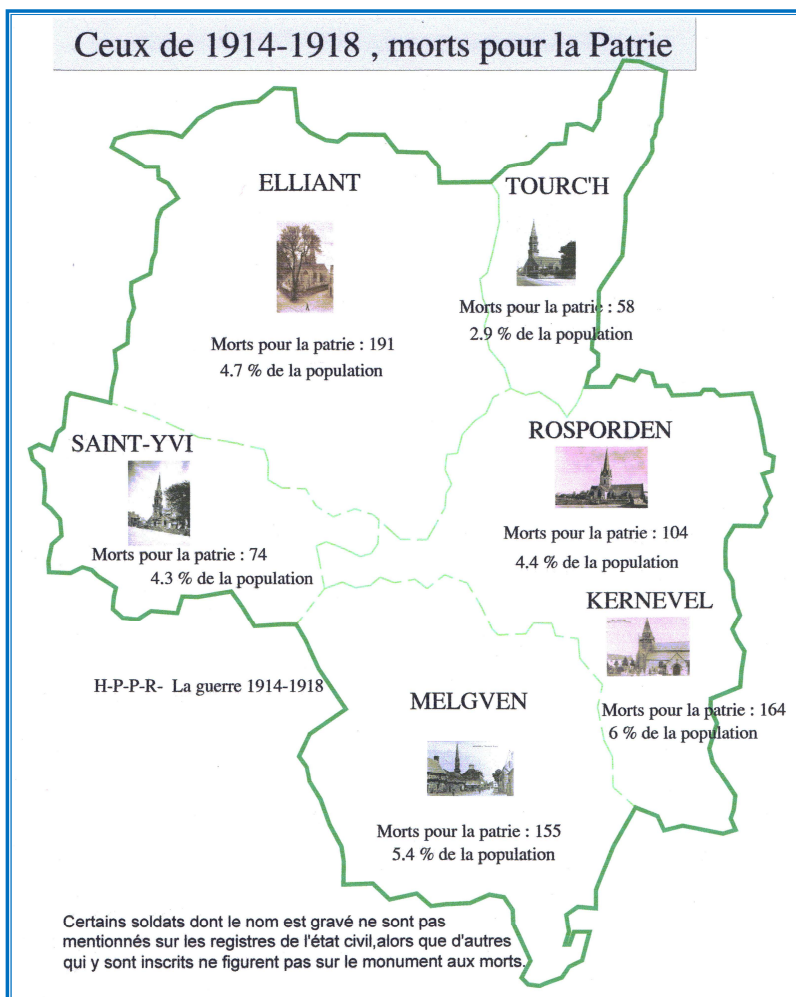 Ceux de 1914-1918 , morts pour la Patrie
ELLIANT
Morts pour la patrie : 191
4.7 % de la population
TOURC'H
Morts pour la patrie : 58
2.9 % de la population
SAINT-YVI
Morts pour la patrie : 74
4.3 % de la population
ROSPORDEN
Morts pour la patrie : 104
4.4 % de la population
KERNEVEL
Morts pour la patrie : 164
6 % de la population
H-P-P-R- La guerre 1914-1918
MELGVEN
Morts pour la patrie : 155
5.4 % de la population
Certains soldats dont le nom est gravé ne sont pas
mentionnés sur les registres de l'état civil,alors que d'autres
qui y sont inscrits ne figurent pas sur le monument aux morts.